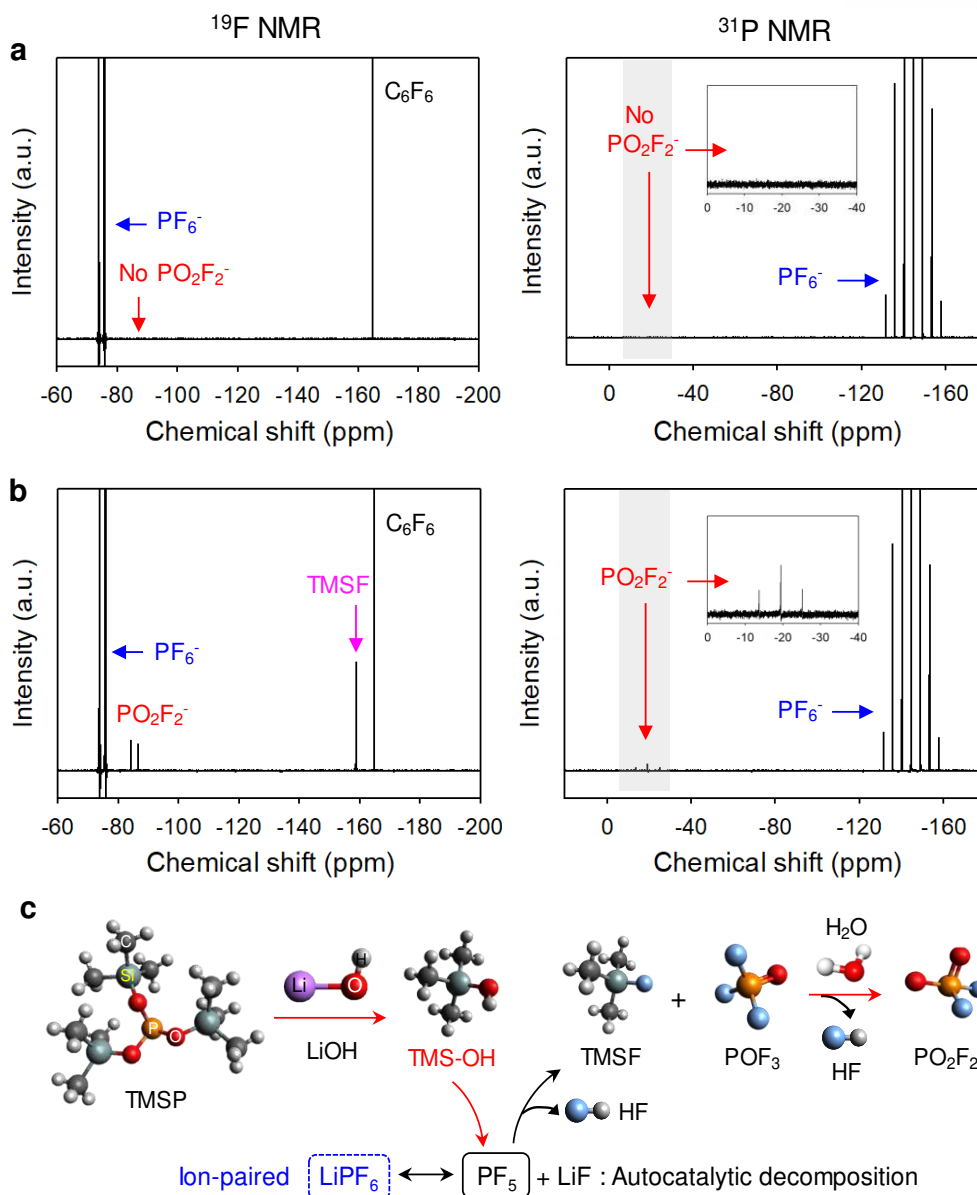 ¹⁹F NMR
³¹P NMR
a
Intensity (a.u.)
C₆F₆
PF₆⁻
No PO₂F₂⁻
-60 -80 -100 -120 -140 -160 -180 -200
Chemical shift (ppm)
Intensity (a.u.)
No
PO₂F₂⁻
0 -10 -20 -30 -40
PF₆⁻
0 -40 -80 -120 -160
Chemical shift (ppm)
b
Intensity (a.u.)
C₆F₆
TMSF
PF₆⁻
PO₂F₂⁻
-60 -80 -100 -120 -140 -160 -180 -200
Chemical shift (ppm)
Intensity (a.u.)
PO₂F₂⁻
0 -10 -20 -30 -40
PF₆⁻
0 -40 -80 -120 -160
Chemical shift (ppm)
c
C
Si
P
O
TMSP
Li
O
H
LiOH
TMS-OH
TMSF
+
POF₃
H₂O
HF
PO₂F₂
HF
Ion-paired LiPF₆ PF₅ + LiF : Autocatalytic decomposition